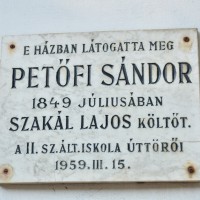 E HÁZBAN LÁTOGATTA MEG
PETŐFI SÁNDOR
1849 JÚLIUSÁBAN
SZAKÁL LAJOS KÖLTŐT.
A II. SZ. ÁLT. ISKOLA ÚTTÖRŐI
1959. III. 15.